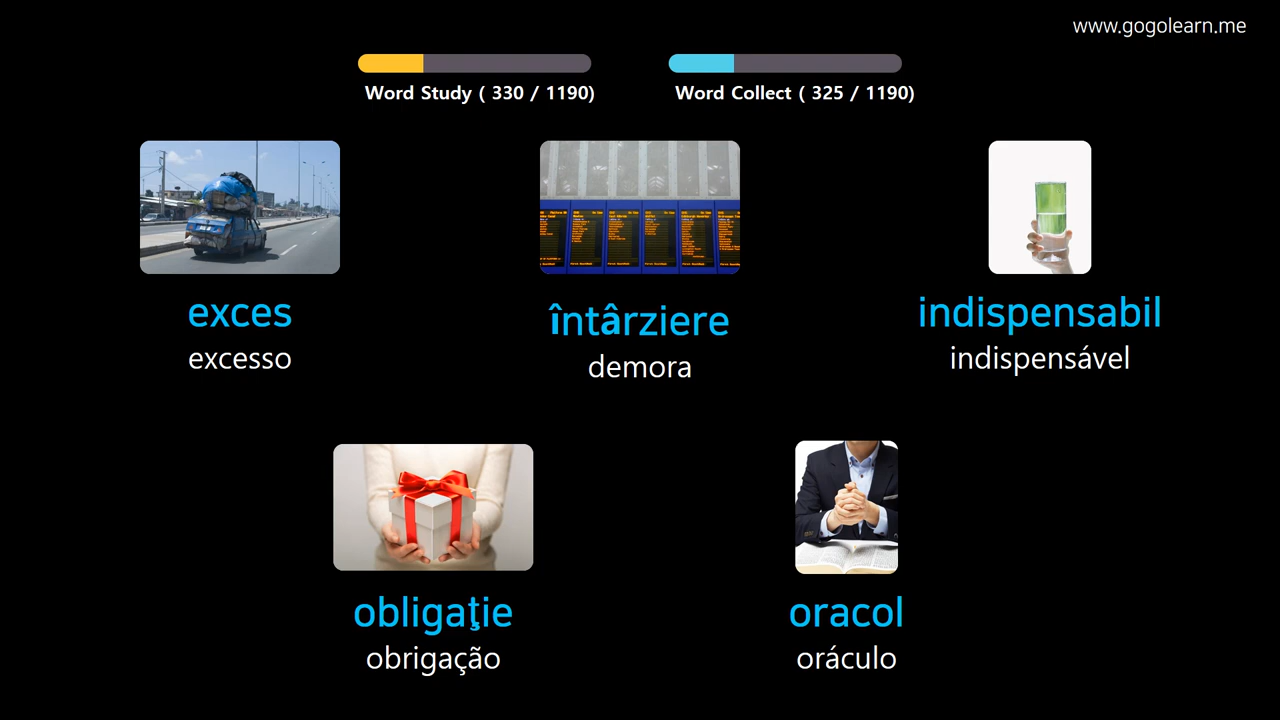 www.gogolearn.me
Word Study ( 330 / 1190)
Word Collect ( 325 / 1190)
exces
excesso
întârziere
demora
indispensabil
indispensável
obligaţie
obrigação
oracol
oráculo